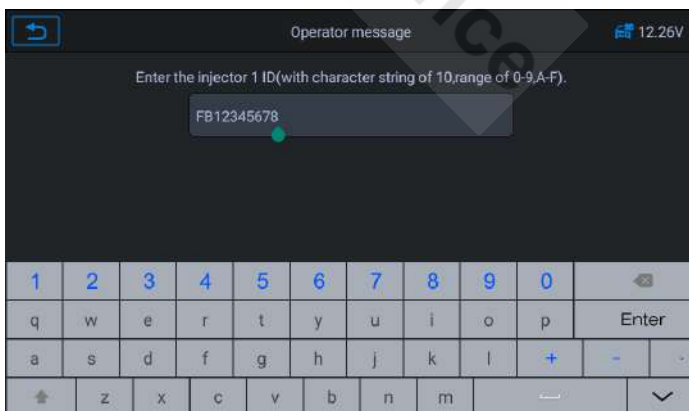 Operator message
12.26V
Enter the injector 1 ID(with character string of 10,range of 0-9,A-F).
FB12345678
1 2 3 4 5 6 7 8 9 0
q w e r t y u i o p Enter
a s d f g h j k l + - .
z x c v b n m